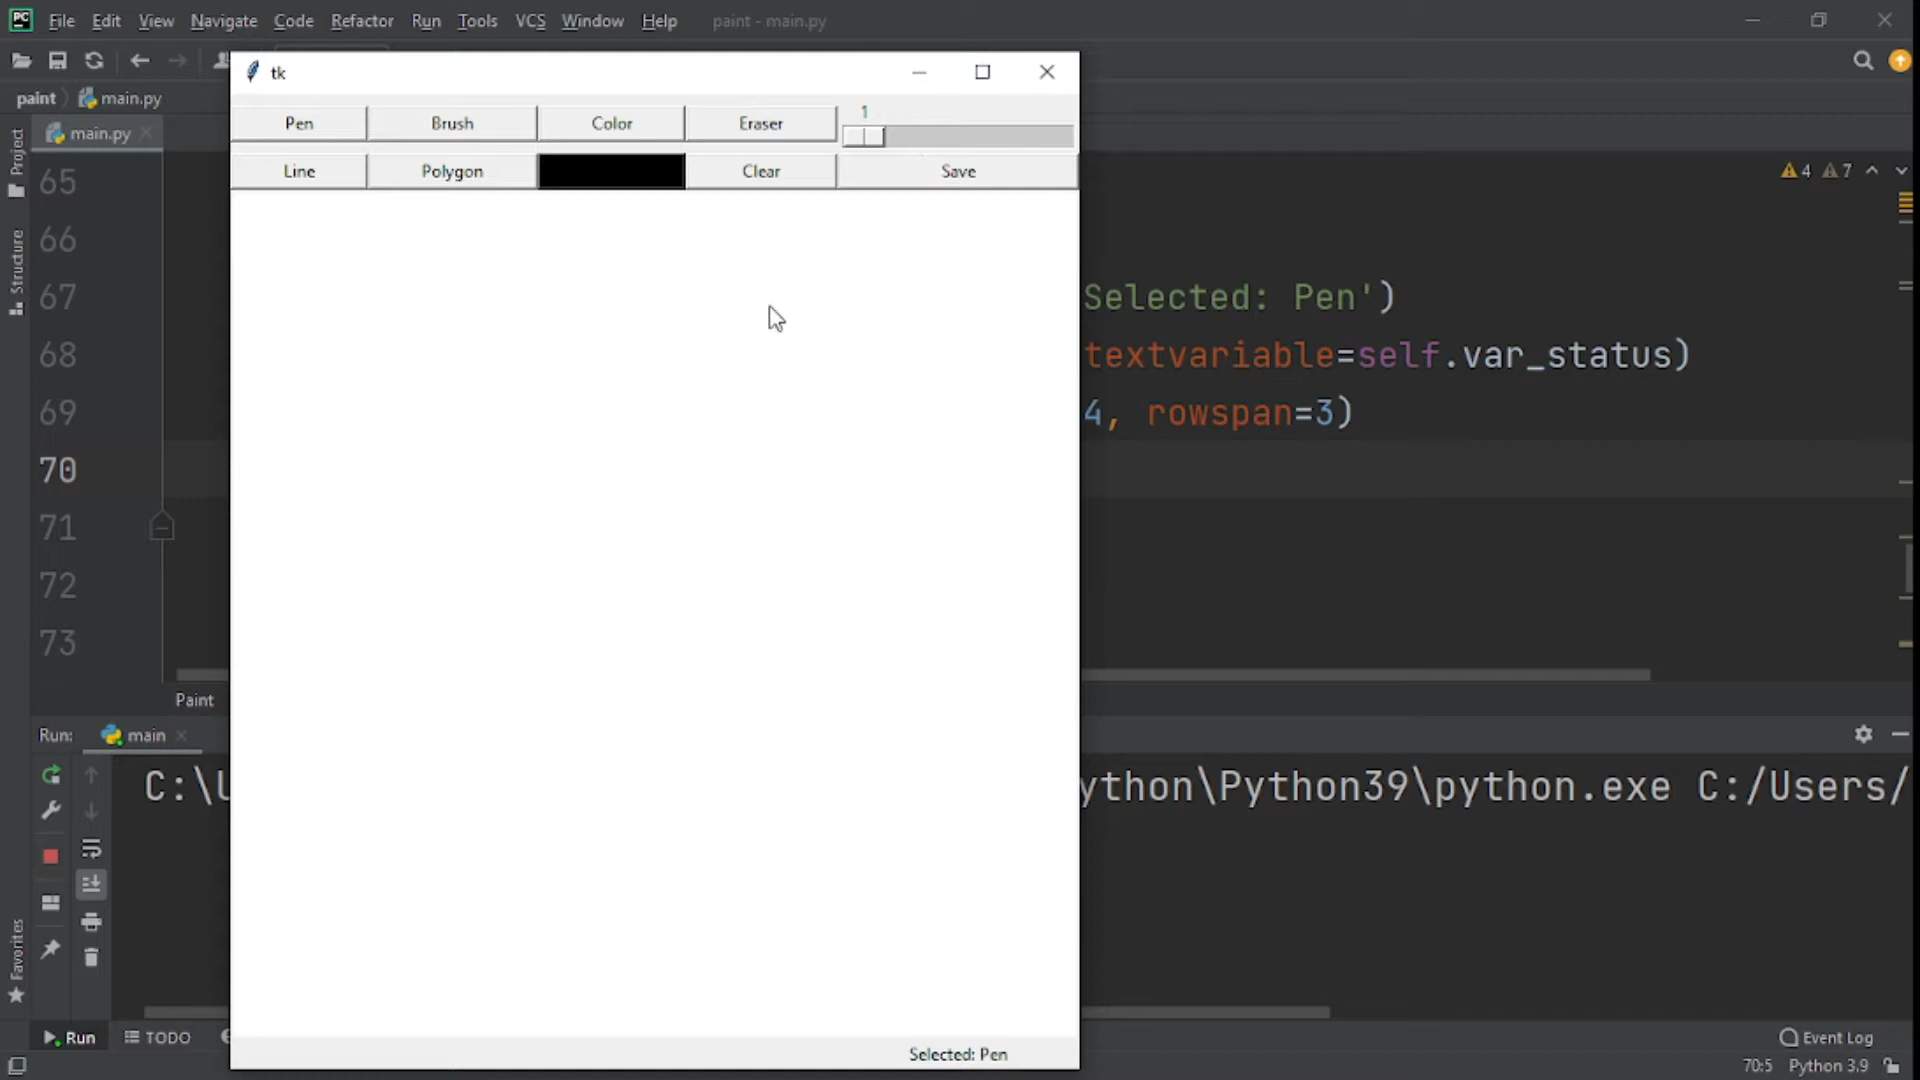 PC File Edit View Navigate Code Refactor Run Tools VCS Window Help paint - main.py
tk
paint main.py
Pen Brush Color Eraser 1
main.py
Line Polygon Clear Save
Project
Structure
Favorites
4 7
65
66
67 Selected: Pen')
68 textvariable=self.var_status)
69 4, rowspan=3)
70
71
72
73
Paint
Run: main
C:\U ython\Python39\python.exe C:/Users/
Run TODO Event Log
Selected: Pen
70:5 Python 3.9